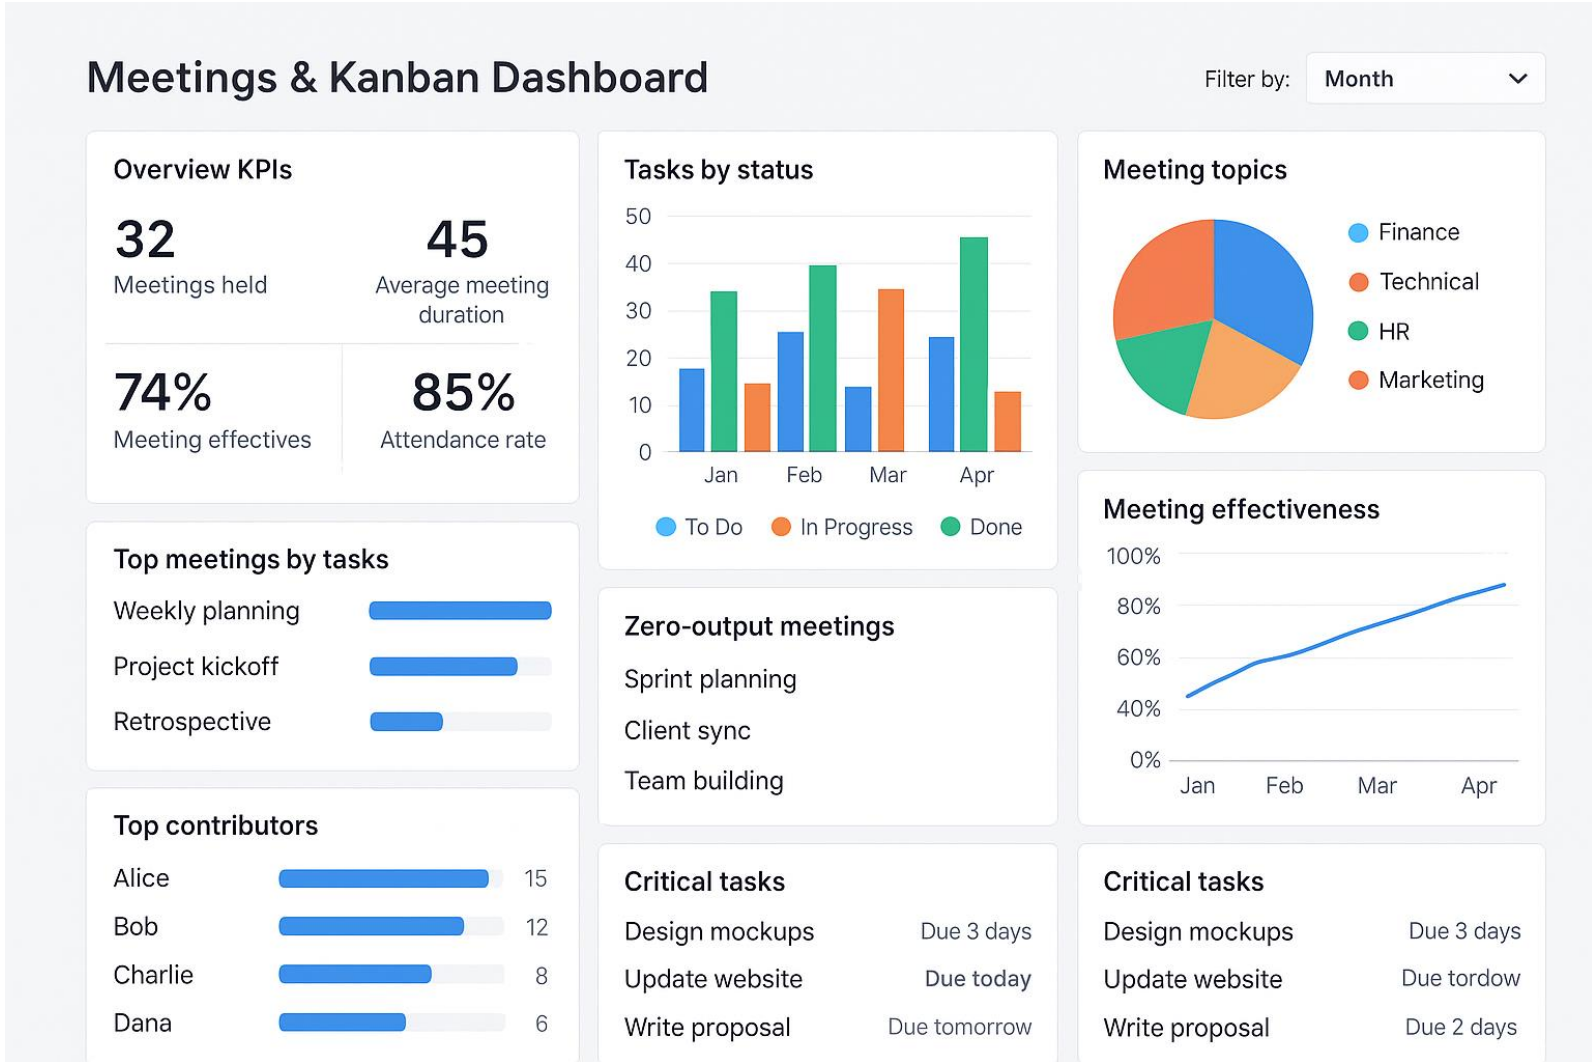 Meetings & Kanban Dashboard
Filter by:
Month
Overview KPIs
32
Meetings held
45
Average meeting
duration
74%
Meeting effectives
85%
Attendance rate
Top meetings by tasks
Weekly planning
Project kickoff
Retrospective
Top contributors
Alice 15
Bob 12
Charlie 8
Dana 6
Tasks by status
50
40
30
20
10
0
Jan Feb Mar Apr
To Do In Progress Done
Zero-output meetings
Sprint planning
Client sync
Team building
Critical tasks
Design mockups Due 3 days
Update website Due today
Write proposal Due tomorrow
Meeting topics
Finance
Technical
HR
Marketing
Meeting effectiveness
100%
80%
60%
40%
0%
Jan Feb Mar Apr
Critical tasks
Design mockups Due 3 days
Update website Due tordow
Write proposal Due 2 days